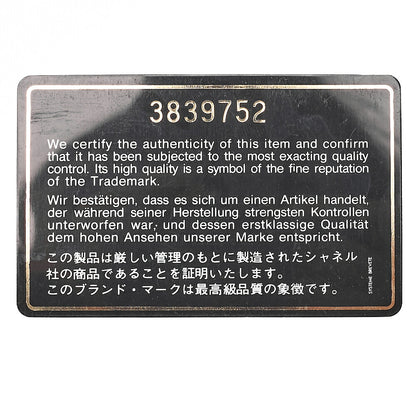 3839752
We certify the authenticity of this item and confirm
that it has been subjected to the most exacting quality
control. Its high quality is a symbol of the fine reputation
of the Trademark.
Wir bestätigen, dass es sich um einen Artikel handelt,
der während seiner Herstellung strengsten Kontrollen
unterworfen war, und dessen erstklassige Qualität
dem hohen Ansehen unserer Marke entspricht.
この製品は厳しい管理のもとに製造されたシャネル
社の商品であることを証明いたします。
このブランド・マークは最高級品質の象徴です。
SYSTEME BREVETE